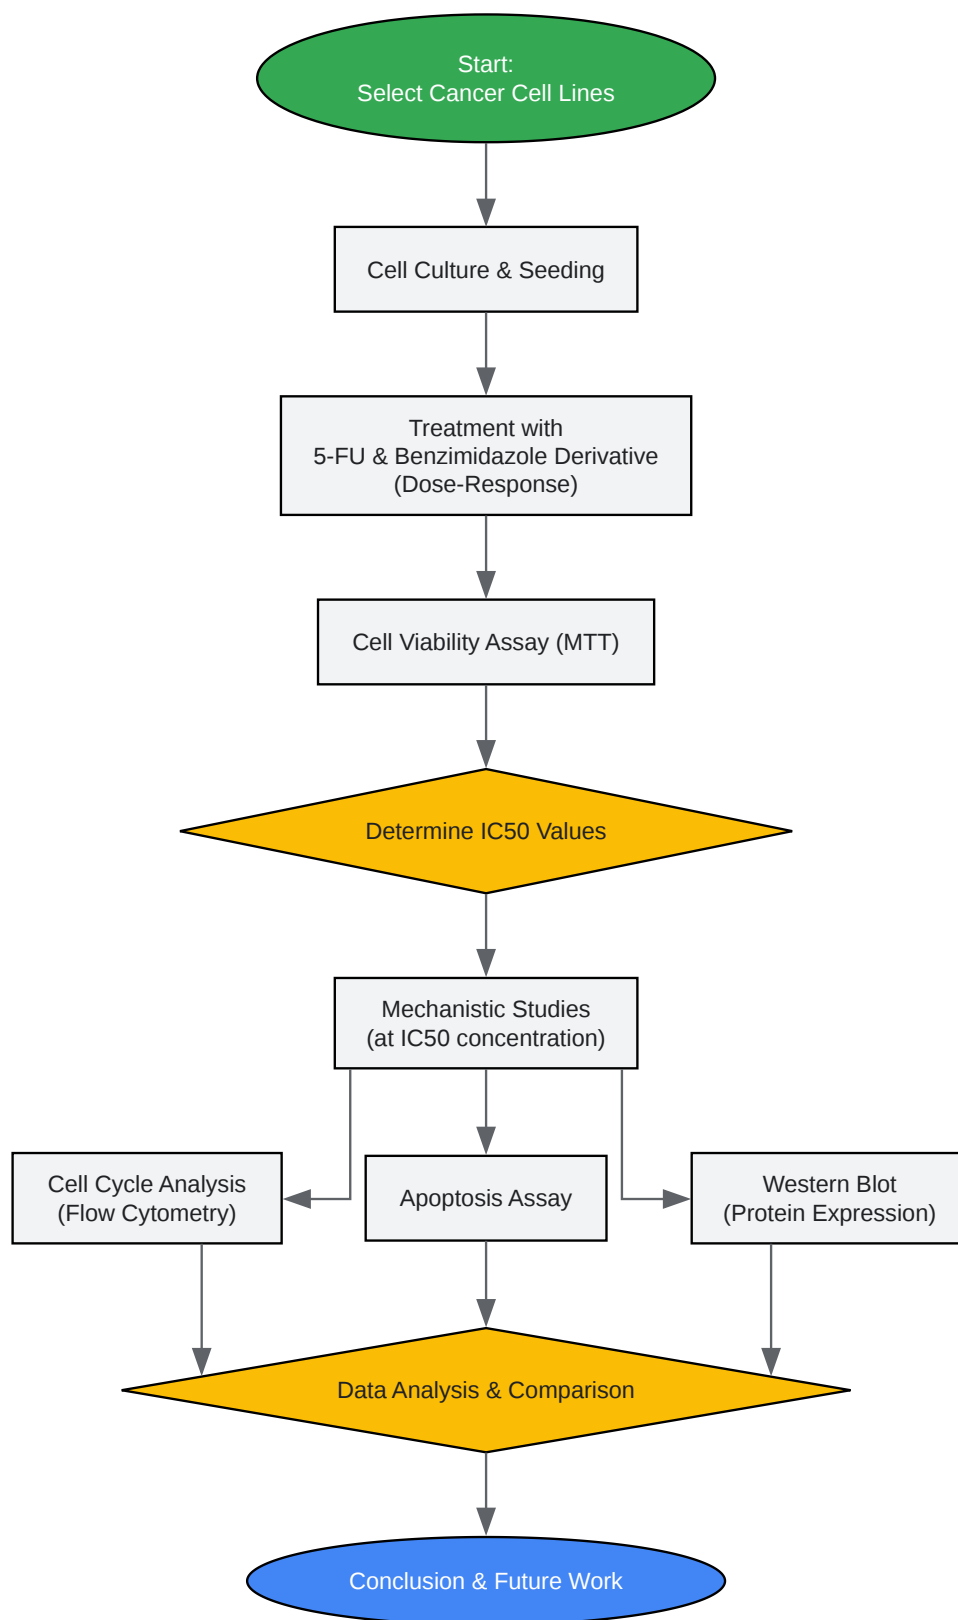 Start:
Select Cancer Cell Lines
Cell Culture & Seeding
Treatment with
5-FU & Benzimidazole Derivative
(Dose-Response)
Cell Viability Assay (MTT)
Determine IC50 Values
Mechanistic Studies
(at IC50 concentration)
Cell Cycle Analysis
(Flow Cytometry)
Apoptosis Assay
Western Blot
(Protein Expression)
Data Analysis & Comparison
Conclusion & Future Work